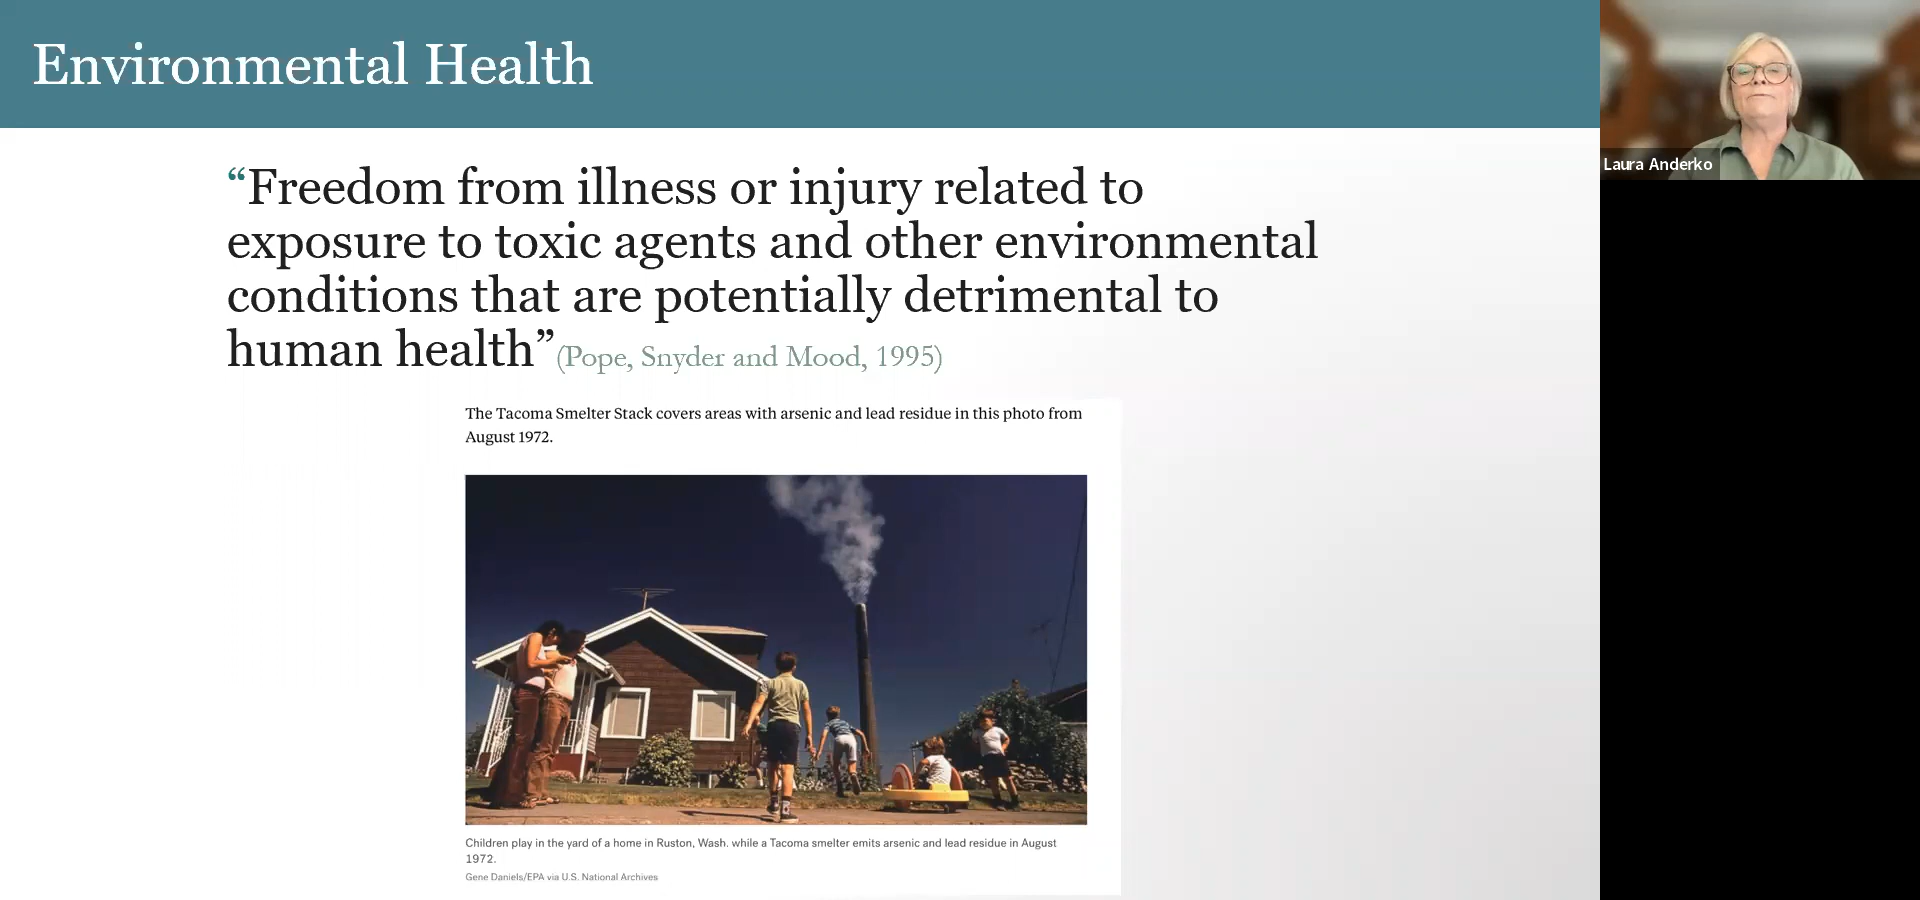 Environmental Health
“Freedom from illness or injury related to
exposure to toxic agents and other environmental
conditions that are potentially detrimental to
human health” (Pope, Snyder and Mood, 1995)
The Tacoma Smelter Stack covers areas with arsenic and lead residue in this photo from
August 1972.
Children play in the yard of a home in Ruston, Wash. while a Tacoma smelter emits arsenic and lead residue in August
1972.
Gene Daniels/EPA via U.S. National Archives
Laura Anderko